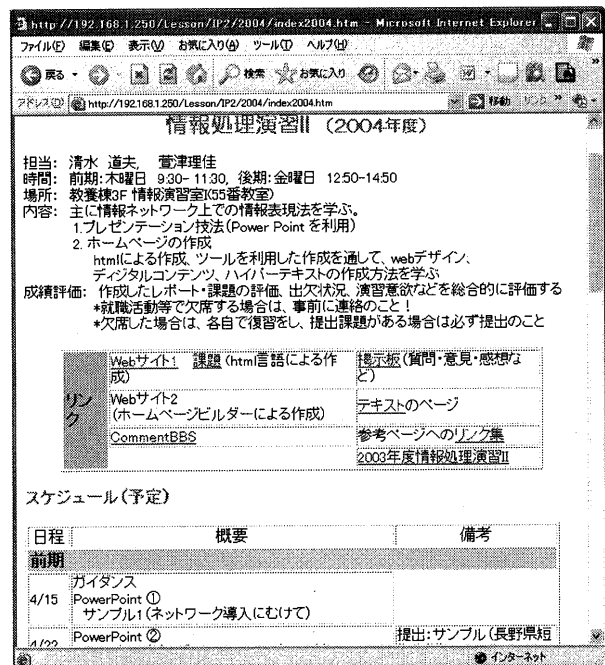 http://192.168.1.250/Lesson/IP2/2004/index2004.htm - Microsoft Internet Explorer
ファイル(F) 編集(E) 表示(V) お気に入り(A) ツール(T) ヘルプ(H)
戻る 検索 お気に入り
アドレス(D) http://192.168.1.250/Lesson/IP2/2004/index2004.htm 移動 リンク »
情報処理演習II (2004年度)
担当: 清水 道夫, 菅津理佳
時間: 前期:木曜日 9:30-11:30, 後期:金曜日 12:50-14:50
場所: 教養棟3F 情報演習室(55番教室)
内容: 主に情報ネットワーク上での情報表現法を学ぶ。
1.プレゼンテーション技法(Power Point を利用)
2. ホームページの作成
htmlによる作成、ツールを利用した作成を通して、webデザイン、
ディジタルコンテンツ、ハイパーテキストの作成方法を学ぶ
成績評価: 作成したレポート・課題の評価、出欠状況、演習意欲などを総合的に評価する
*就職活動等で欠席する場合は、事前に連絡のこと!
*欠席した場合は、各自で復習をし、提出課題がある場合は必ず提出のこと
リンク
Webサイト1 課題 (html言語による作成)
掲示板(質問・意見・感想など)
Webサイト2
(ホームページビルダーによる作成)
テキストのページ
CommentBBS
参考ページへのリンク集
2003年度情報処理演習II
スケジュール(予定)
日程 概要 備考
前期
ガイダンス
4/15 PowerPoint ①
サンプル1(ネットワーク導入にむけて)
4/22 PowerPoint ② 提出:サンプル(長野県短
インターネット